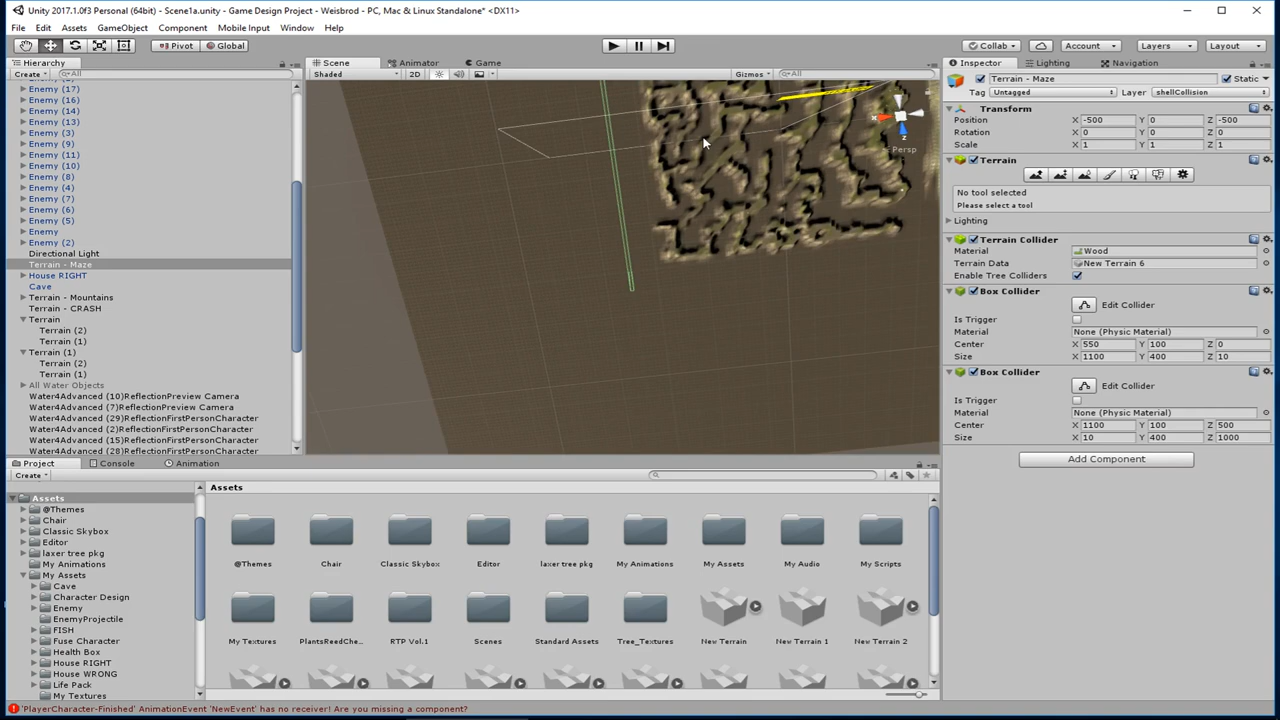 Unity 2017.1.0f3 Personal (64bit) - Scene1a.unity - Game Design Project - Weisbrod - PC, Mac & Linux Standalone* <DX11>
File Edit Assets GameObject Component Mobile Input Window Help
Pivot Global Collab Account Layers Layout
Hierarchy
Create All
Enemy (17)
Enemy (16)
Enemy (14)
Enemy (13)
Enemy (3)
Enemy (9)
Enemy (11)
Enemy (10)
Enemy (8)
Enemy (4)
Enemy (7)
Enemy (6)
Enemy (5)
Enemy
Enemy (2)
Directional Light
Terrain - Maze
House RIGHT
Cave
Terrain - Mountains
Terrain - CRASH
Terrain
Terrain (2)
Terrain (1)
Terrain (1)
Terrain (2)
Terrain (1)
All Water Objects
Water4Advanced (10)ReflectionPreview Camera
Water4Advanced (7)ReflectionPreview Camera
Water4Advanced (29)ReflectionFirstPersonCharacter
Water4Advanced (2)ReflectionFirstPersonCharacter
Water4Advanced (15)ReflectionFirstPersonCharacter
Water4Advanced (28)ReflectionFirstPersonCharacter
Scene Animator Game
Shaded 2D Gizmos All
Persp
z
Inspector Lighting Navigation
Terrain - Maze Static
Tag Untagged Layer shellCollision
Transform
Position X -500 Y 0 Z -500
Rotation X 0 Y 0 Z 0
Scale X 1 Y 1 Z 1
Terrain
No tool selected
Please select a tool
Lighting
Terrain Collider
Material Wood
Terrain Data New Terrain 6
Enable Tree Colliders
Box Collider
Edit Collider
Is Trigger
Material None (Physic Material)
Center X 550 Y 100 Z 0
Size X 1100 Y 400 Z 10
Box Collider
Edit Collider
Is Trigger
Material None (Physic Material)
Center X 1100 Y 100 Z 500
Size X 10 Y 400 Z 1000
Add Component
Project Console Animation
Create
Assets
@Themes
Chair
Classic Skybox
Editor
laxer tree pkg
My Animations
My Assets
Cave
Character Design
Enemy
EnemyProjectile
FISH
Fuse Character
Health Box
House RIGHT
House WRONG
Life Pack
My Textures
Assets
@Themes Chair Classic Skybox Editor laxer tree pkg My Animations My Assets My Audio My Scripts
My Textures PlantsReedChe... RTP Vol.1 Scenes Standard Assets Tree_Textures New Terrain New Terrain 1 New Terrain 2
'PlayerCharacter-Finished' AnimationEvent 'NewEvent' has no receiver! Are you missing a component?